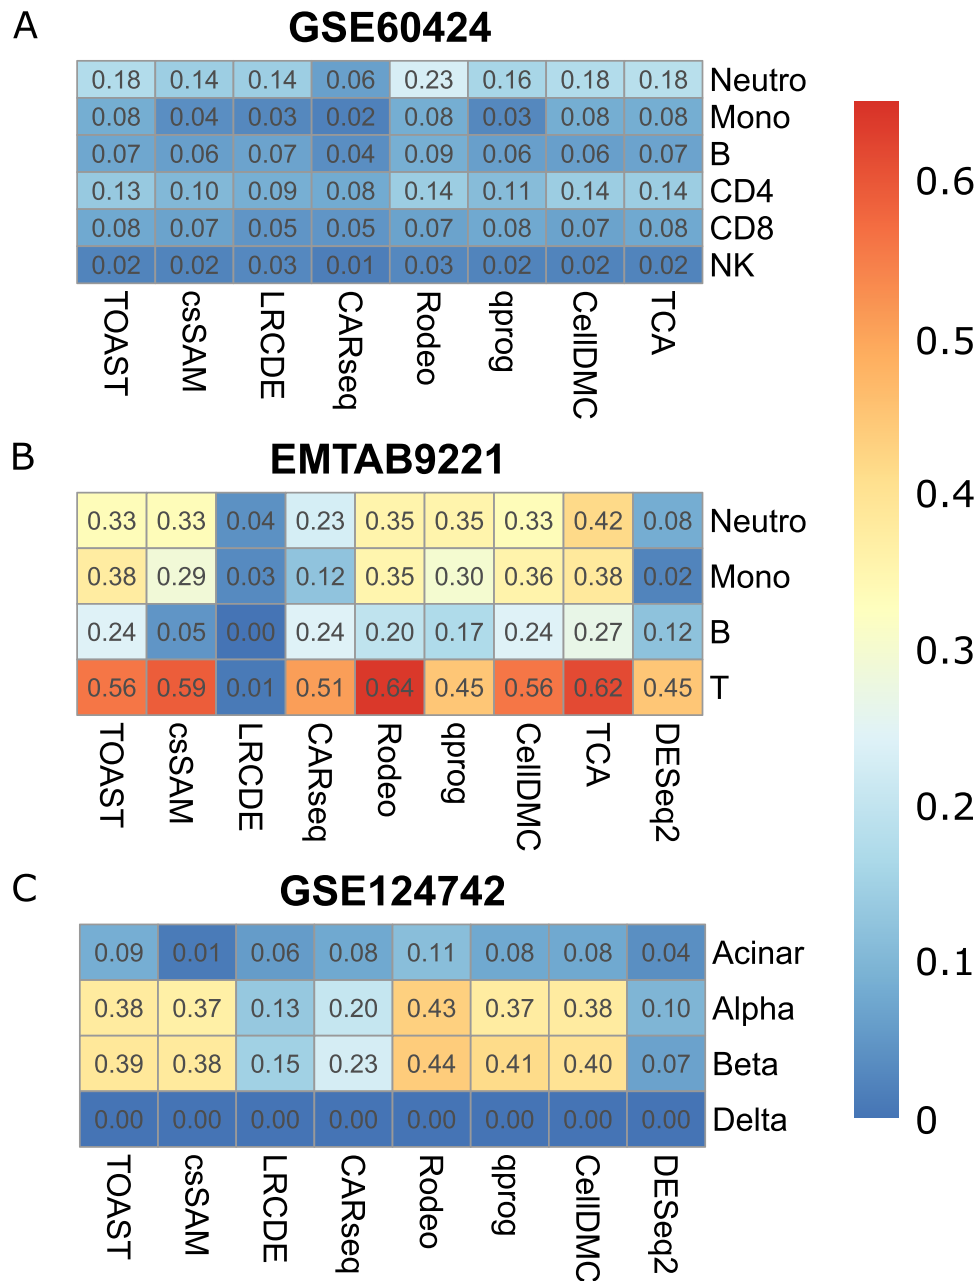 A
GSE60424
0.18 0.14 0.14 0.06 0.23 0.16 0.18 0.18 Neutro
0.08 0.04 0.03 0.02 0.08 0.03 0.08 0.08 Mono
0.07 0.06 0.07 0.04 0.09 0.06 0.06 0.07 B
0.13 0.10 0.09 0.08 0.14 0.11 0.14 0.14 CD4
0.08 0.07 0.05 0.05 0.07 0.08 0.07 0.08 CD8
0.02 0.02 0.03 0.01 0.03 0.02 0.02 0.02 NK
TOAST csSAM LRCDE CARseq Rodeo qprog CellDMC TCA
B
EMTAB9221
0.33 0.33 0.04 0.23 0.35 0.35 0.33 0.42 0.08 Neutro
0.38 0.29 0.03 0.12 0.35 0.30 0.36 0.38 0.02 Mono
0.24 0.05 0.00 0.24 0.20 0.17 0.24 0.27 0.12 B
0.56 0.59 0.01 0.51 0.64 0.45 0.56 0.62 0.45 T
TOAST csSAM LRCDE CARseq Rodeo qprog CellDMC TCA DESeq2
C
GSE124742
0.09 0.01 0.06 0.08 0.11 0.08 0.08 0.04 Acinar
0.38 0.37 0.13 0.20 0.43 0.37 0.38 0.10 Alpha
0.39 0.38 0.15 0.23 0.44 0.41 0.40 0.07 Beta
0.00 0.00 0.00 0.00 0.00 0.00 0.00 0.00 Delta
TOAST csSAM LRCDE CARseq Rodeo qprog CellDMC DESeq2
0.6
0.5
0.4
0.3
0.2
0.1
0